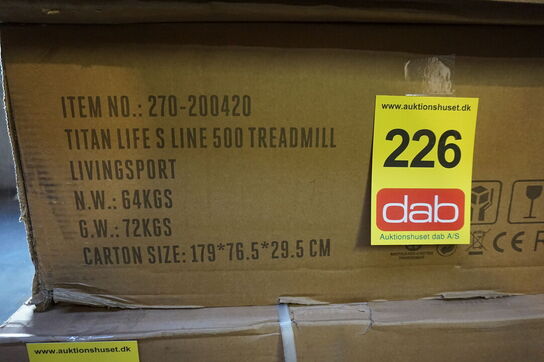 ITEM NO.: 270-200420
TITAN LIFE S LINE 500 TREADMILL
LIVINGSPORT
N.W.: 64KGS
G.W.: 72KGS
CARTON SIZE: 179*76.5*29.5 CM
www.auktionshuset.dk
226
dab
Auktionshuset dab A/S
CE
www.auktionshuset.dk